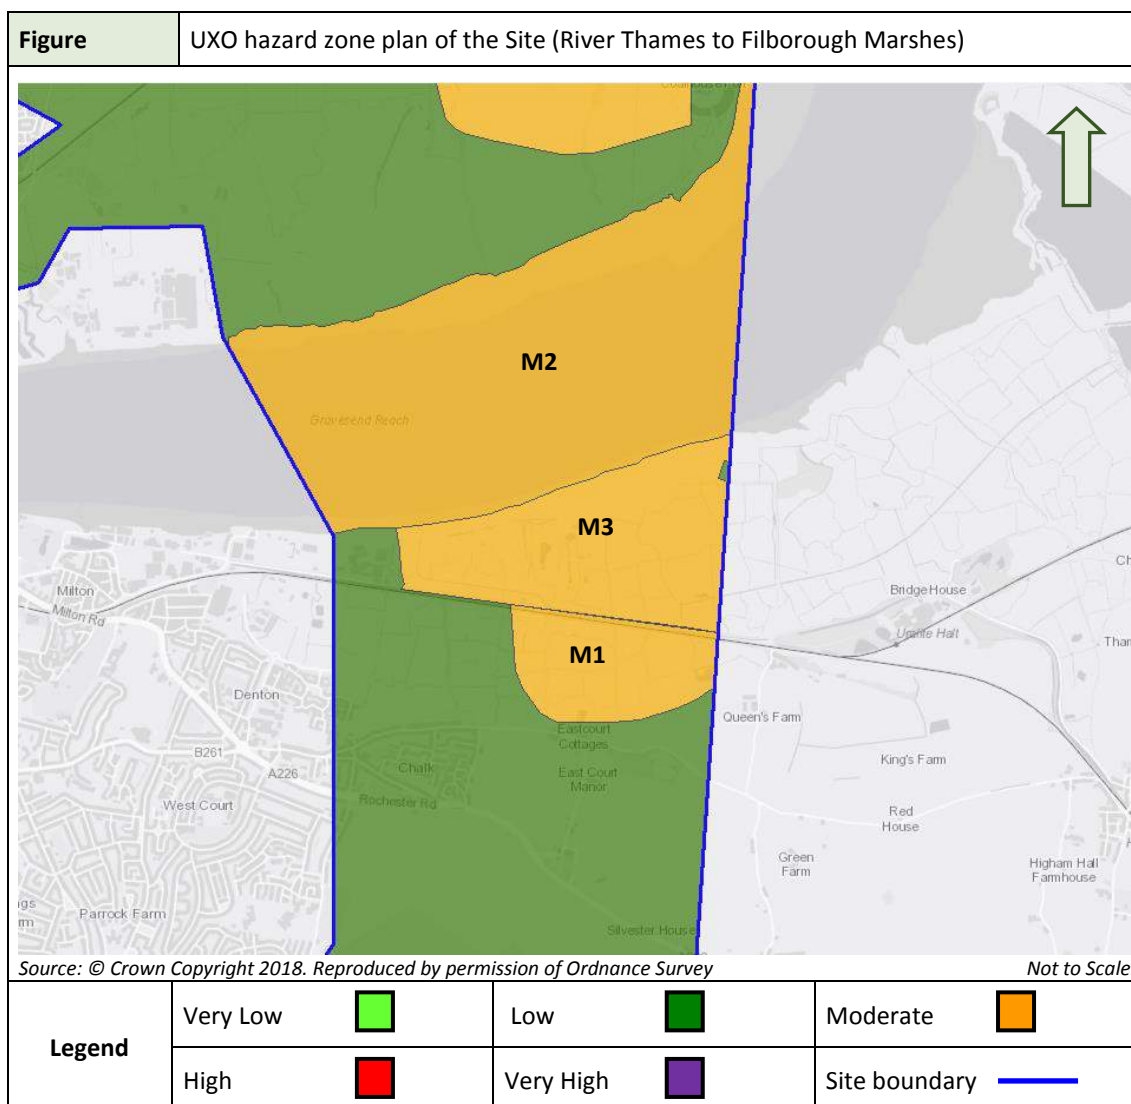 Figure
UXO hazard zone plan of the Site (River Thames to Filborough Marshes)
M2
Gravesend Reach
M3
Milton
Milton Rd
Bridge House
Uralite Halt
M1
Denton
Queen's Farm
Eastcourt
Cottages
B261
A226
Chalk
East Court
Manor
King's Farm
West Court
Rochester Rd
Red
House
Green
Farm
Higham Hall
Farmhouse
Parrock Farm
Silvester House
Source: © Crown Copyright 2018. Reproduced by permission of Ordnance Survey
Not to Scale
Legend
Very Low
Low
Moderate
High
Very High
Site boundary